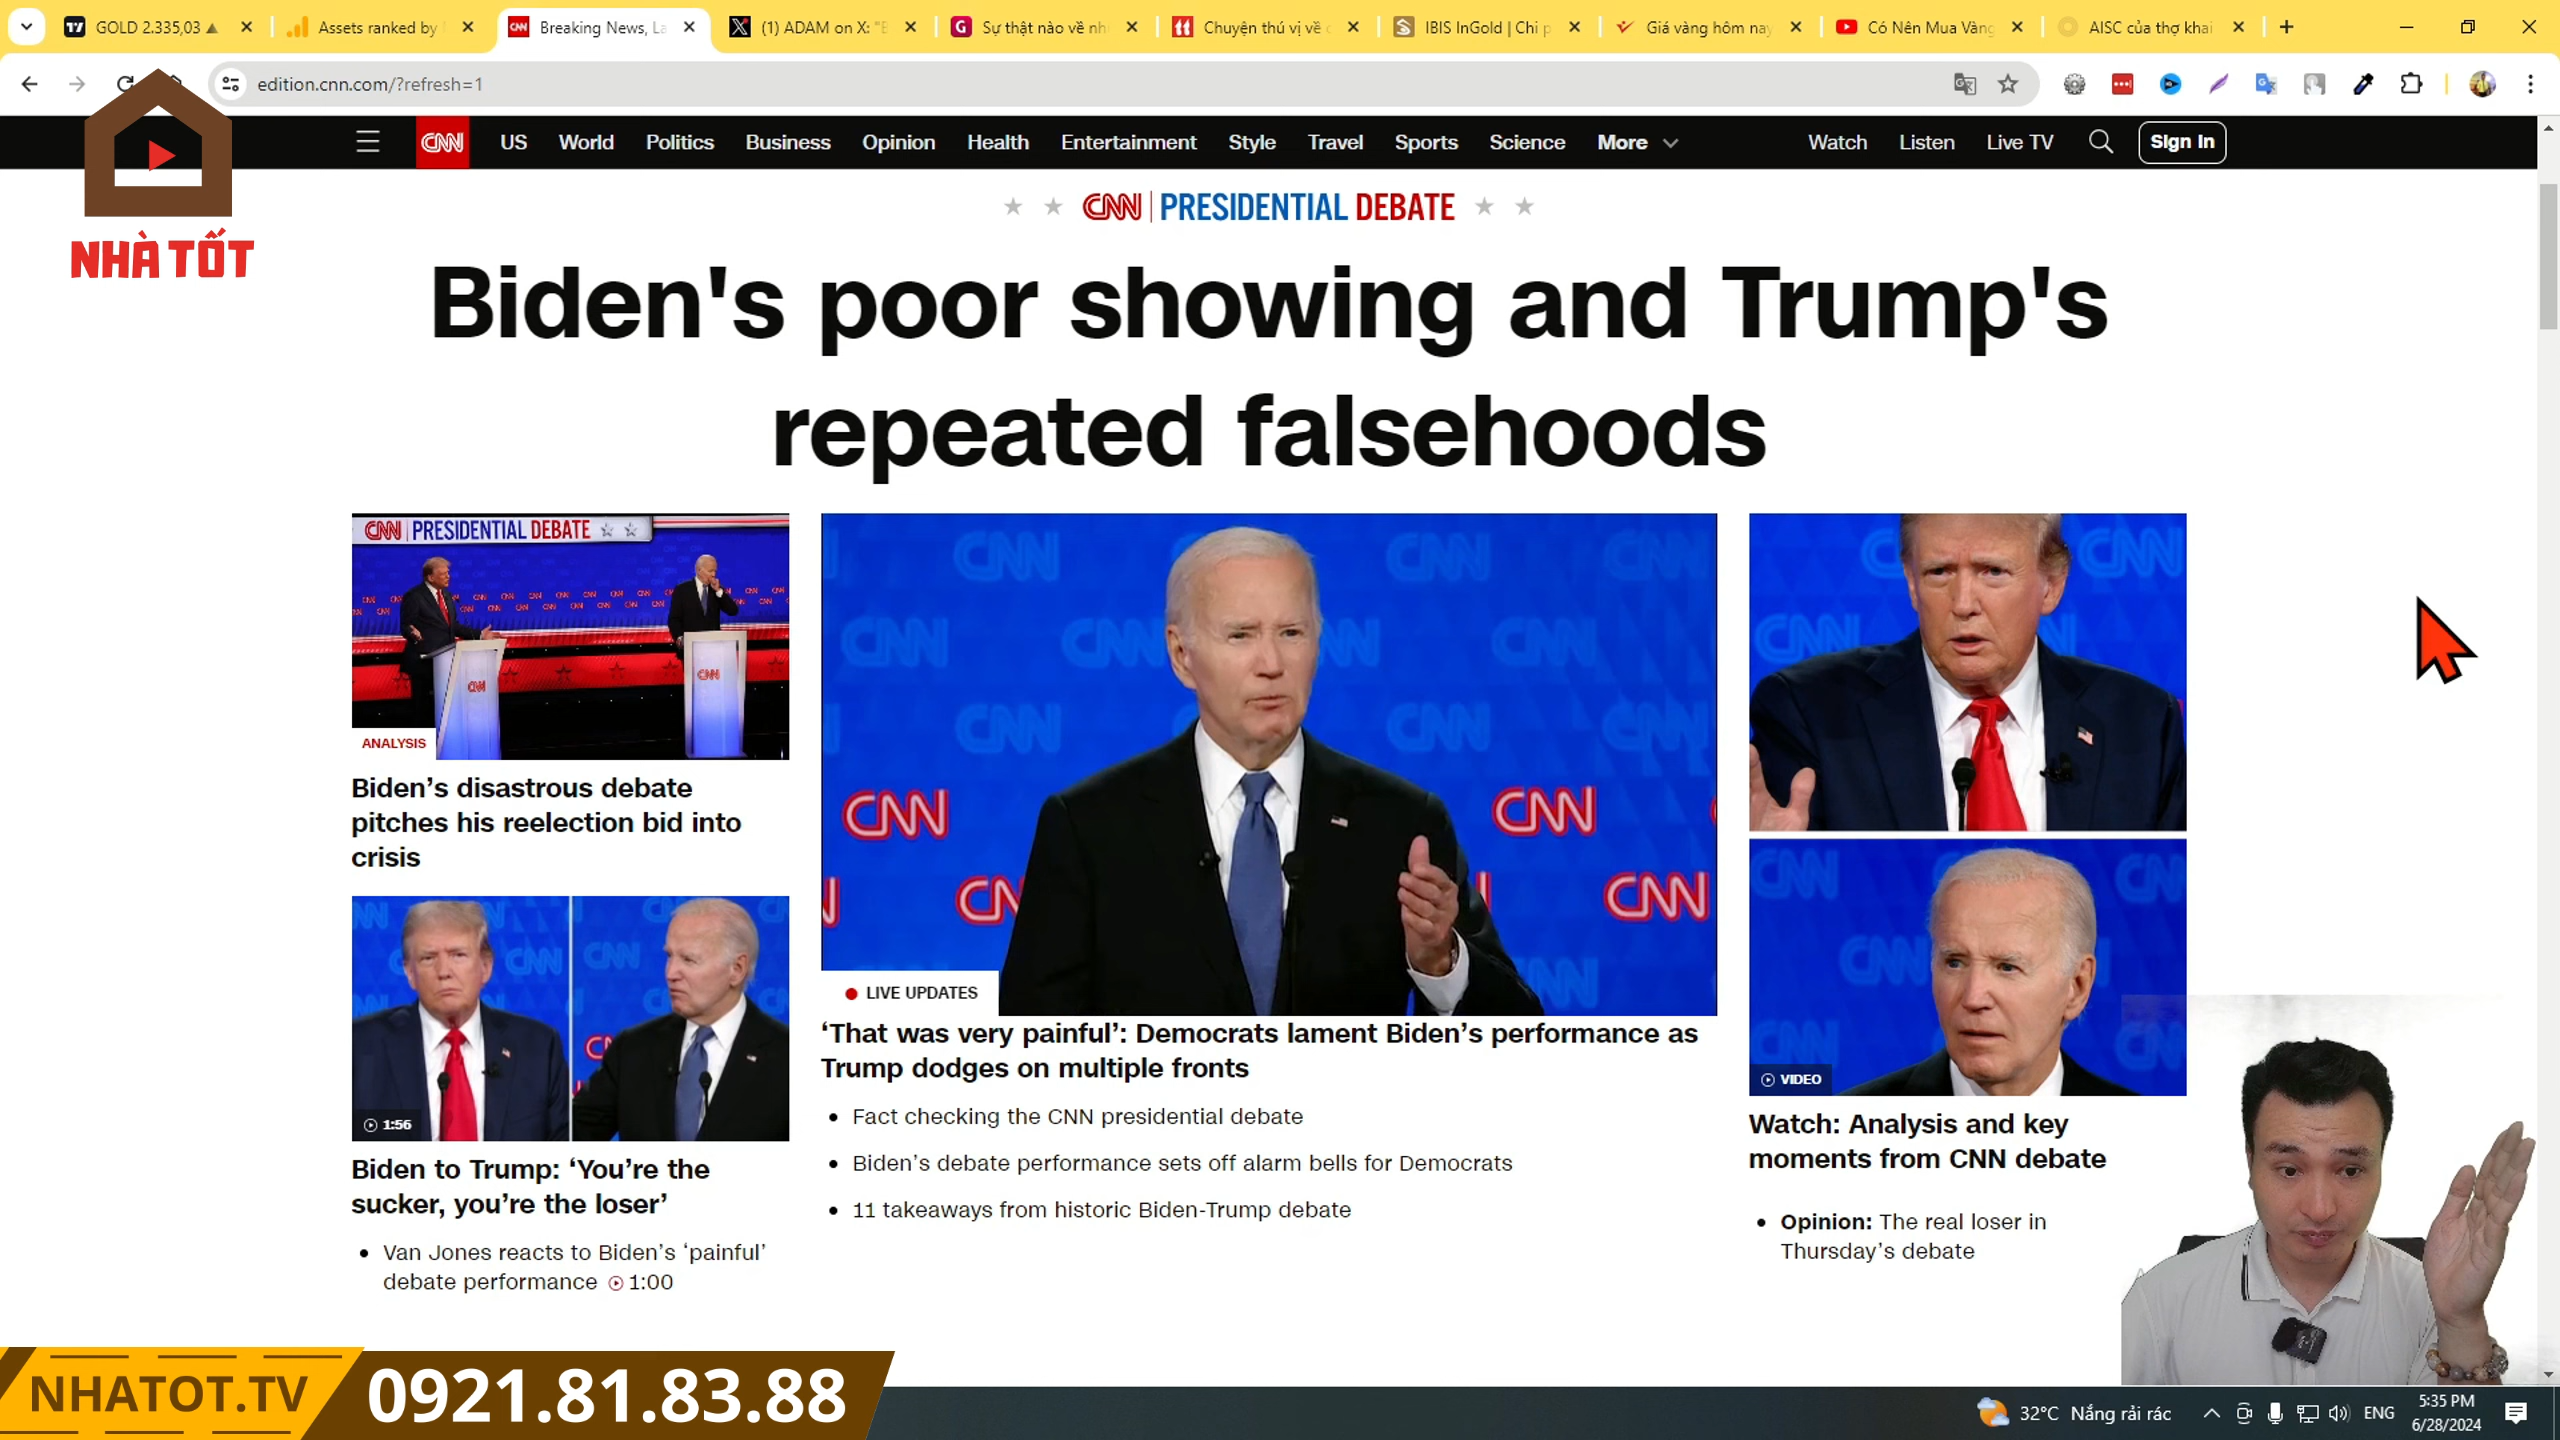 GOLD 2.335,03
Assets ranked by
Breaking News, La
(1) ADAM on X: "B
Sự thật nào về nh
Chuyện thú vị về c
IBIS InGold | Chi p
Giá vàng hôm nay
Có Nên Mua Vàng
AISC của thợ khai
edition.cnn.com/?refresh=1
CNN US World Politics Business Opinion Health Entertainment Style Travel Sports Science More Watch Listen Live TV Sign In
NHÀ TỐT
CNN | PRESIDENTIAL DEBATE
Biden's poor showing and Trump's
repeated falsehoods
CNN | PRESIDENTIAL DEBATE
ANALYSIS
Biden’s disastrous debate
pitches his reelection bid into
crisis
1:56
Biden to Trump: ‘You’re the
sucker, you’re the loser’
Van Jones reacts to Biden’s ‘painful’
debate performance 1:00
LIVE UPDATES
‘That was very painful’: Democrats lament Biden’s performance as
Trump dodges on multiple fronts
Fact checking the CNN presidential debate
Biden’s debate performance sets off alarm bells for Democrats
11 takeaways from historic Biden-Trump debate
VIDEO
Watch: Analysis and key
moments from CNN debate
Opinion: The real loser in
Thursday’s debate
NHATOT.TV
0921.81.83.88
32°C Nắng rải rác
ENG
5:35 PM
6/28/2024